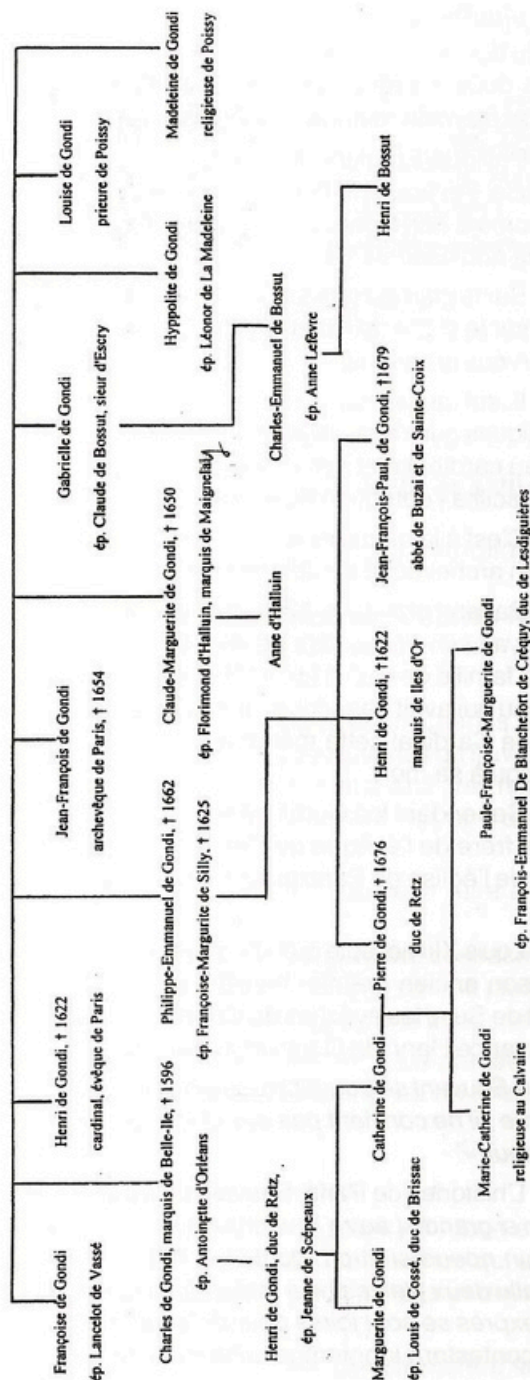 Françoise de Gondi
ép. Lancelot de Vassé
Henri de Gondi, † 1622
cardinal, évêque de Paris
Jean-François de Gondi
archevêque de Paris, † 1654
Gabrielle de Gondi
ép. Claude de Bossut, sieur d'Escry
Louise de Gondi
prieure de Poissy
Charles de Gondi, marquis de Belle-Ile, † 1596
ép. Antoinette d'Orléans
Philippe-Emmanuel de Gondi, † 1662
ép. Françoise-Margurite de Silly, † 1625
Claude-Marguerite de Gondi, † 1650
ép. Florimond d'Halluin, marquis de Maignelais
Hyppolite de Gondi
ép. Léonor de La Madeleine
Madeleine de Gondi
religieuse de Poissy
Henri de Gondi, duc de Retz,
ép. Jeanne de Scépeaux
Anne d'Halluin
Charles-Emmanuel de Bossut
ép. Anne Lefèvre
Marguerite de Gondi
ép. Louis de Cossé, duc de Brissac
Catherine de Gondi
Pierre de Gondi, †1676
duc de Retz
Henri de Gondi, †1622
marquis de Iles d'Or
Jean-François-Paul, de Gondi, †1679
abbé de Buzai et de Sainte-Croix
Henri de Bossut
Marie-Catherine de Gondi
religieuse au Calvaire
Paule-Françoise-Marguerite de Gondi
ép. François-Emmanuel De Blanchefort de Créquy, duc de Lesdiguières